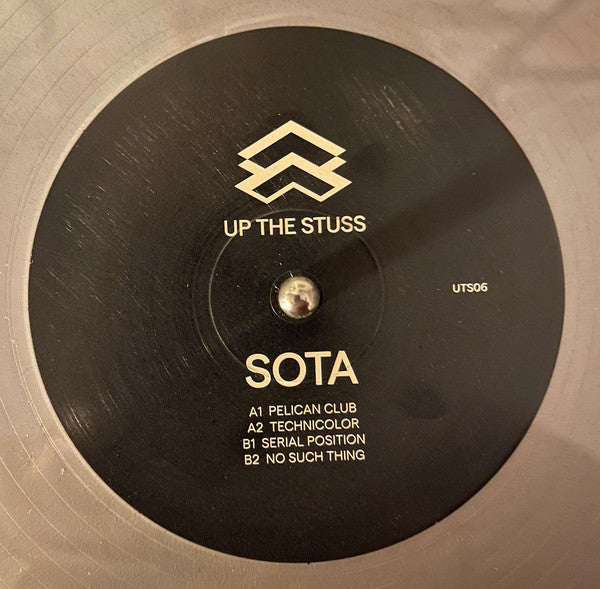 UP THE STUSS
UTS06
SOTA
A1 PELICAN CLUB
A2 TECHNICOLOR
B1 SERIAL POSITION
B2 NO SUCH THING